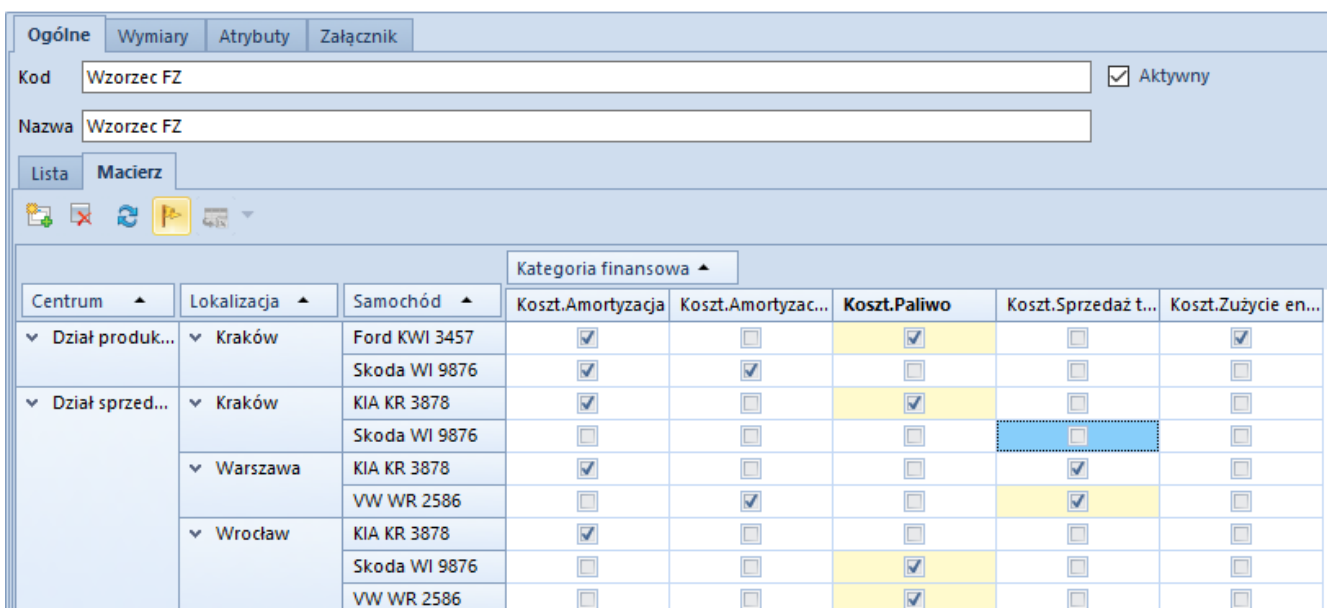 Ogólne Wymiary Atrybuty Załącznik
Kod Wzorzec FZ Aktywny
Nazwa Wzorzec FZ
Lista Macierz
Kategoria finansowa
Centrum Lokalizacja Samochód Koszt.Amortyzacja Koszt.Amortyzac... Koszt.Paliwo Koszt.Sprzedaż t... Koszt.Zużycie en...
Dział produk... Kraków Ford KWI 3457
Skoda WI 9876
Dział sprzed... Kraków KIA KR 3878
Skoda WI 9876
Warszawa KIA KR 3878
VW WR 2586
Wrocław KIA KR 3878
Skoda WI 9876
VW WR 2586